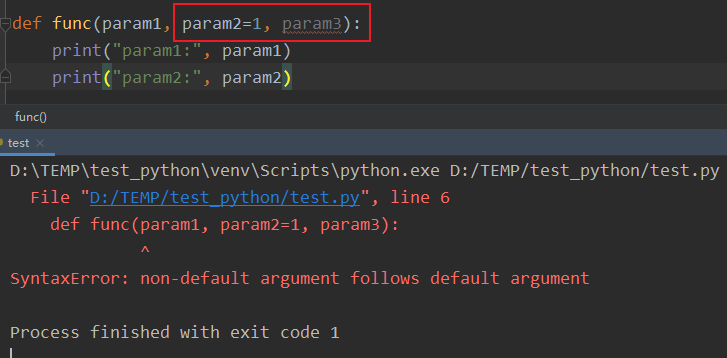 def func(param1, param2=1, param3):
    print("param1:", param1)
    print("param2:", param2)
func()
test ×
D:\TEMP\test_python\venv\Scripts\python.exe D:/TEMP/test_python/test.py
  File "D:/TEMP/test_python/test.py", line 6
    def func(param1, param2=1, param3):
             ^
SyntaxError: non-default argument follows default argument
Process finished with exit code 1